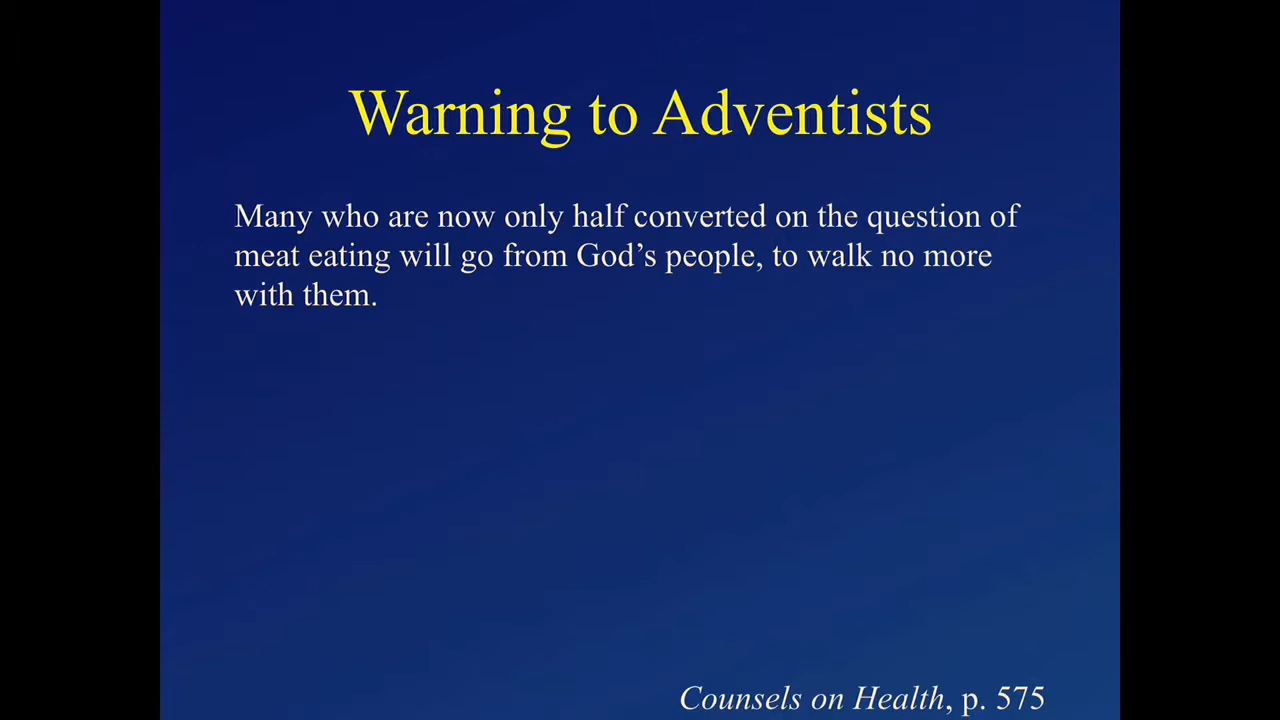 Warning to Adventists
Many who are now only half converted on the question of
meat eating will go from God’s people, to walk no more
with them.
Counsels on Health, p. 575